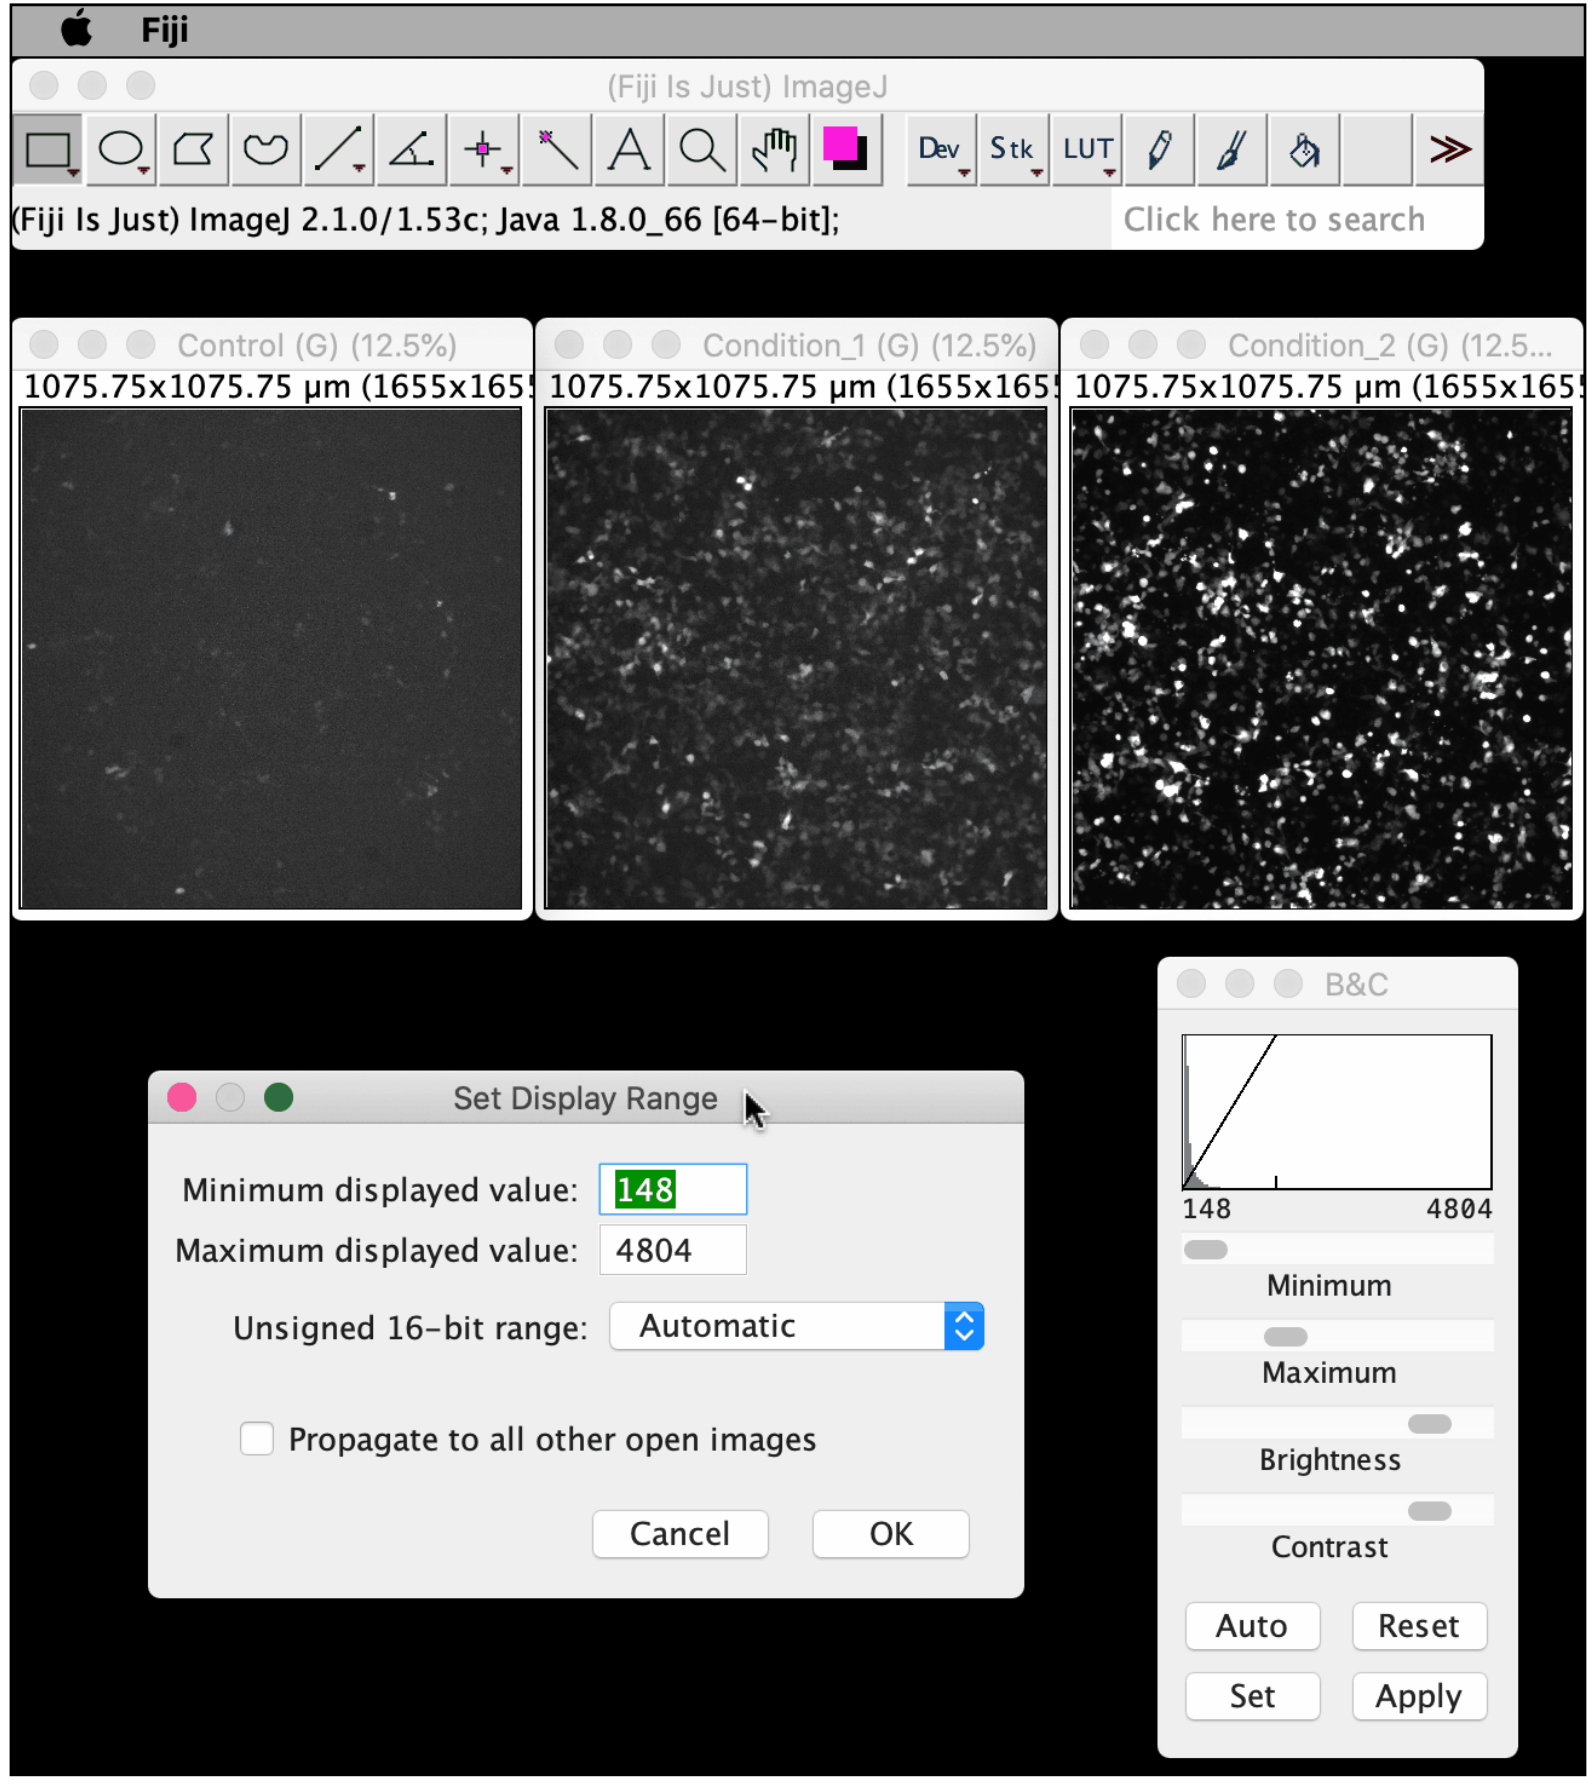 Fiji
(Fiji Is Just) ImageJ
Dev Stk LUT
(Fiji Is Just) ImageJ 2.1.0/1.53c; Java 1.8.0_66 [64-bit];
Click here to search
Control (G) (12.5%)
1075.75x1075.75 µm (1655x165
Condition_1 (G) (12.5%)
1075.75x1075.75 µm (1655x165
Condition_2 (G) (12.5...
1075.75x1075.75 µm (1655x165
Set Display Range
Minimum displayed value: 148
Maximum displayed value: 4804
Unsigned 16-bit range: Automatic
Propagate to all other open images
Cancel OK
B&C
148 4804
Minimum
Maximum
Brightness
Contrast
Auto Reset
Set Apply